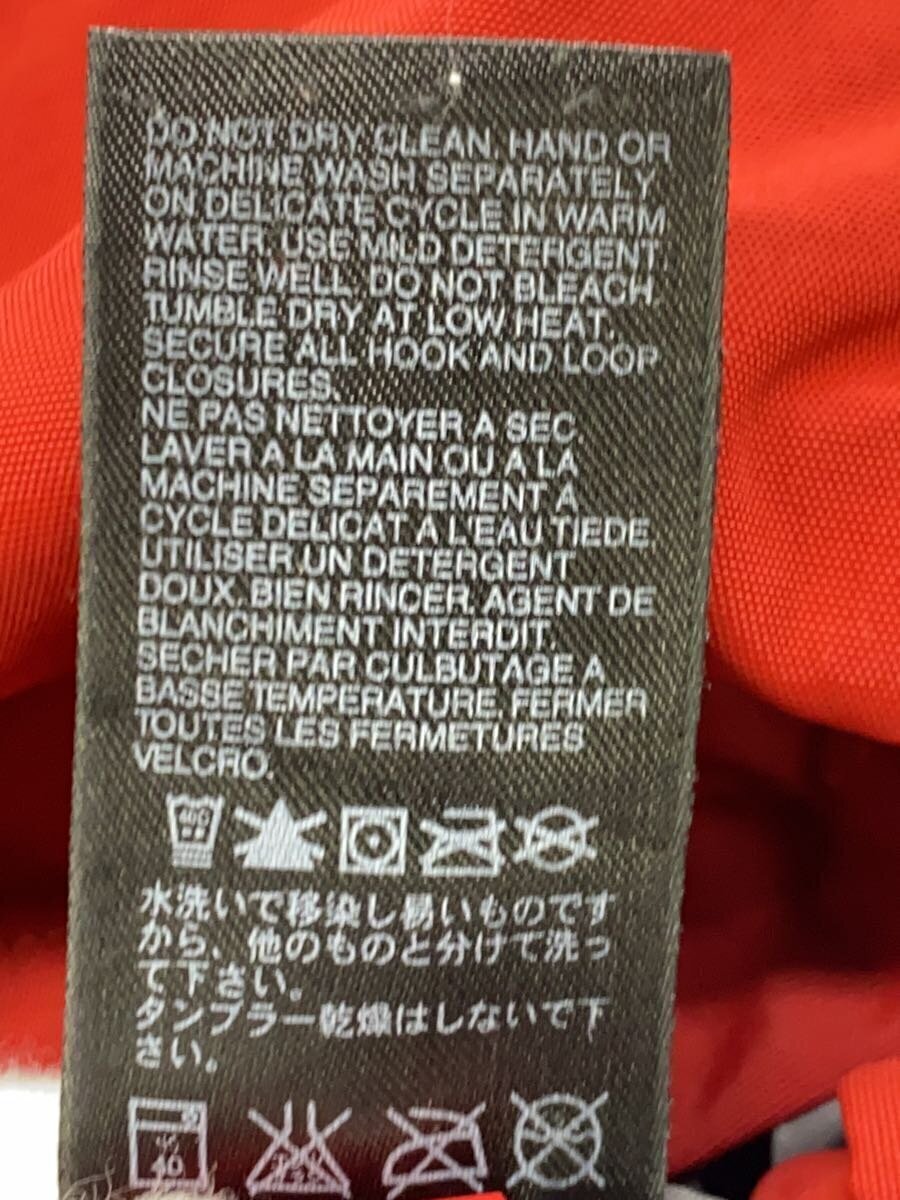 DO NOT DRY CLEAN. HAND OR
MACHINE WASH SEPARATELY
ON DELICATE CYCLE IN WARM
WATER. USE MILD DETERGENT.
RINSE WELL. DO NOT BLEACH.
TUMBLE DRY AT LOW HEAT.
SECURE ALL HOOK AND LOOP
CLOSURES.
NE PAS NETTOYER A SEC.
LAVER A LA MAIN OU A LA
MACHINE SEPAREMENT A
CYCLE DELICAT A L'EAU TIEDE
UTILISER UN DETERGENT
DOUX. BIEN RINCER. AGENT DE
BLANCHIMENT INTERDIT.
SECHER PAR CULBUTAGE A
BASSE TEMPERATURE. FERMER
TOUTES LES FERMETURES
VELCRO.
水洗いで移染し易いものです
から、他のものと分けて洗っ
て下さい。
タンブラー乾燥はしないで下
さい。
40